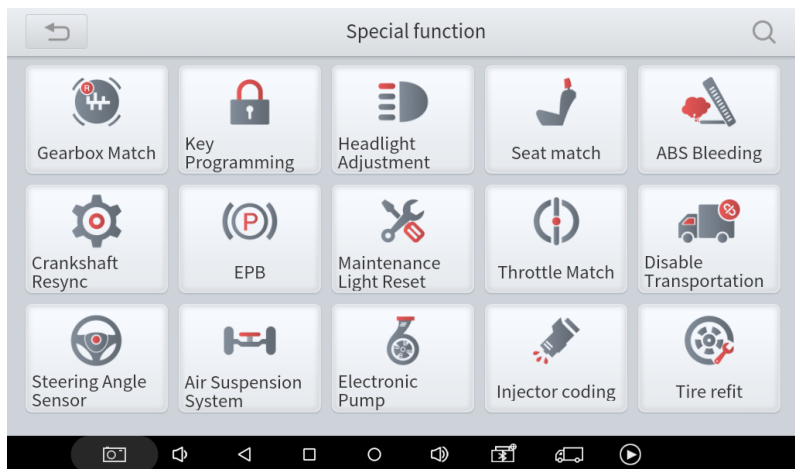 Special function
Gearbox Match
Key
Programming
Headlight
Adjustment
Seat match
ABS Bleeding
Crankshaft
Resync
EPB
Maintenance
Light Reset
Throttle Match
Disable
Transportation
Steering Angle
Sensor
Air Suspension
System
Electronic
Pump
Injector coding
Tire refit